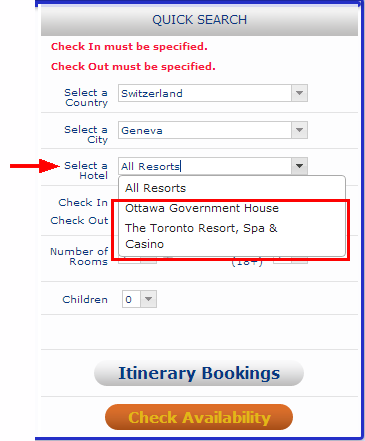 QUICK SEARCH
Check In must be specified.
Check Out must be specified.
Select a
Country
Switzerland
Select a
City
Geneva
Select a
Hotel
All Resorts
All Resorts
Check In
Ottawa Government House
Check Out
The Toronto Resort, Spa &
Casino
Number of
Rooms
(18+)
Children
0
Itinerary Bookings
Check Availability